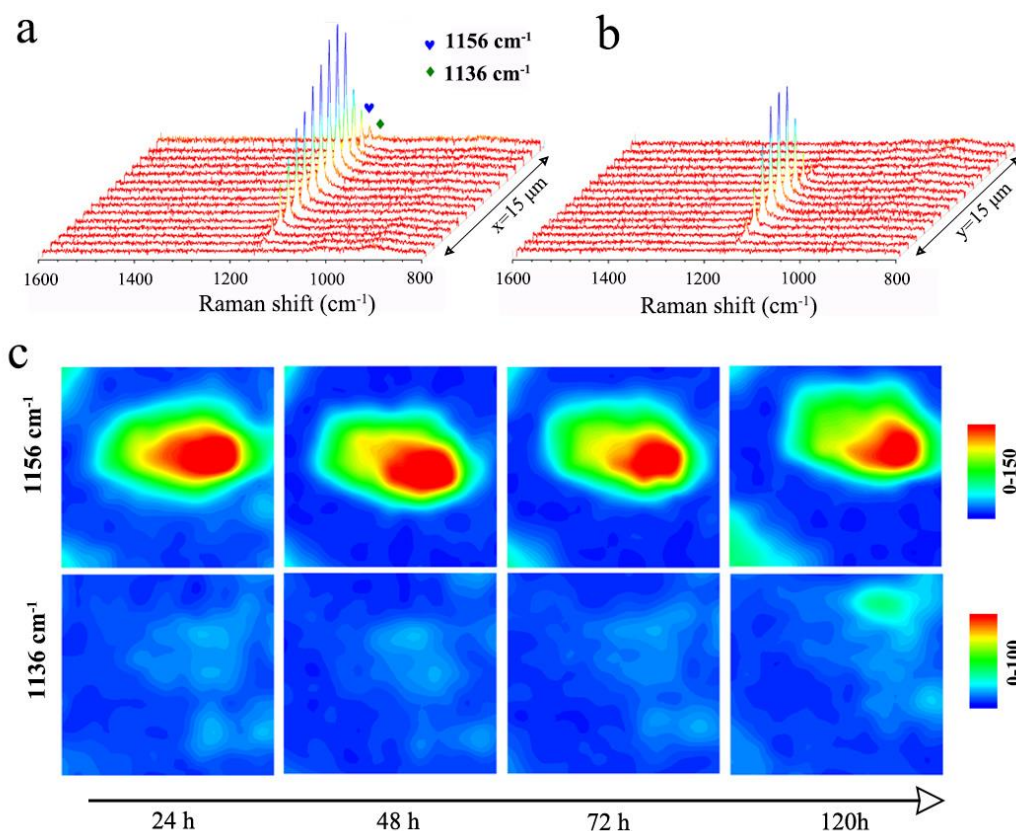 a
♥ 1156 cm⁻¹
♦ 1136 cm⁻¹
x=15 μm
1600 1400 1200 1000 800
Raman shift (cm⁻¹)
b
y=15 μm
1600 1400 1200 1000 800
Raman shift (cm⁻¹)
c
1156 cm⁻¹
0-150
1136 cm⁻¹
0-100
24 h 48 h 72 h 120h